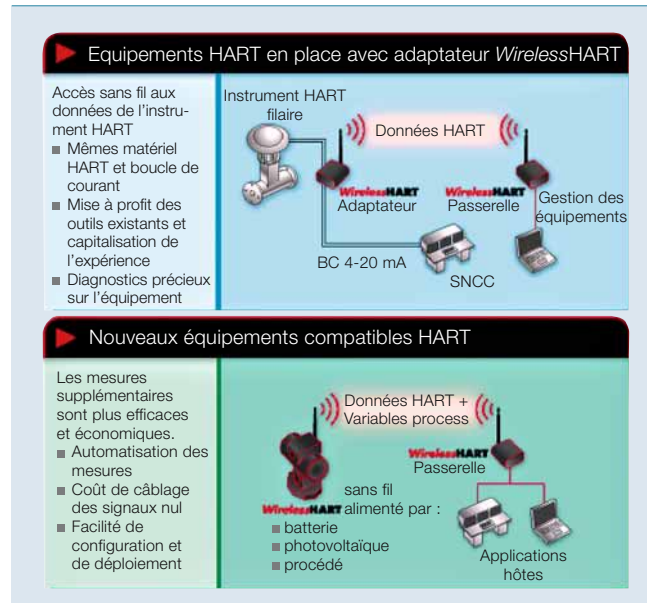 Equipements HART en place avec adaptateur WirelessHART
Accès sans fil aux
données de l'instru-
ment HART
■ Mêmes matériel
HART et boucle de
courant
■ Mise à profit des
outils existants et
capitalisation de
l'expérience
■ Diagnostics précieux
sur l'équipement
Instrument HART
filaire
Données HART
WirelessHART
Adaptateur
WirelessHART
Passerelle
Gestion des
équipements
BC 4-20 mA
SNCC
Nouveaux équipements compatibles HART
Les mesures
supplémentaires
sont plus efficaces
et économiques.
■ Automatisation des
mesures
■ Coût de câblage
des signaux nul
■ Facilité de
configuration et
de déploiement
Données HART +
Variables process
WirelessHART
Passerelle
WirelessHART
sans fil
alimenté par :
■ batterie
■ photovoltaïque
■ procédé
Applications
hôtes